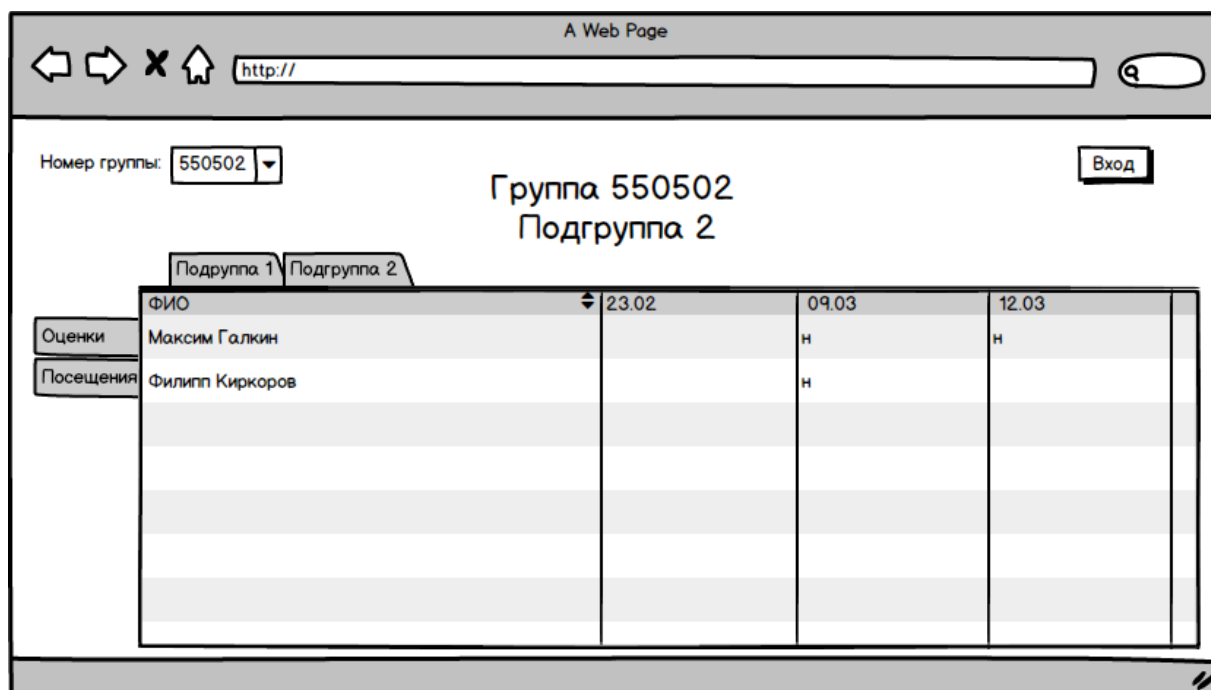 A Web Page
http://
Номер группы: 550502
Вход
Группа 550502
Подгруппа 2
Подруппа 1 Подгруппа 2
ФИО 23.02 09.03 12.03
Оценки
Максим Галкин н н
Посещения
Филипп Киркоров н